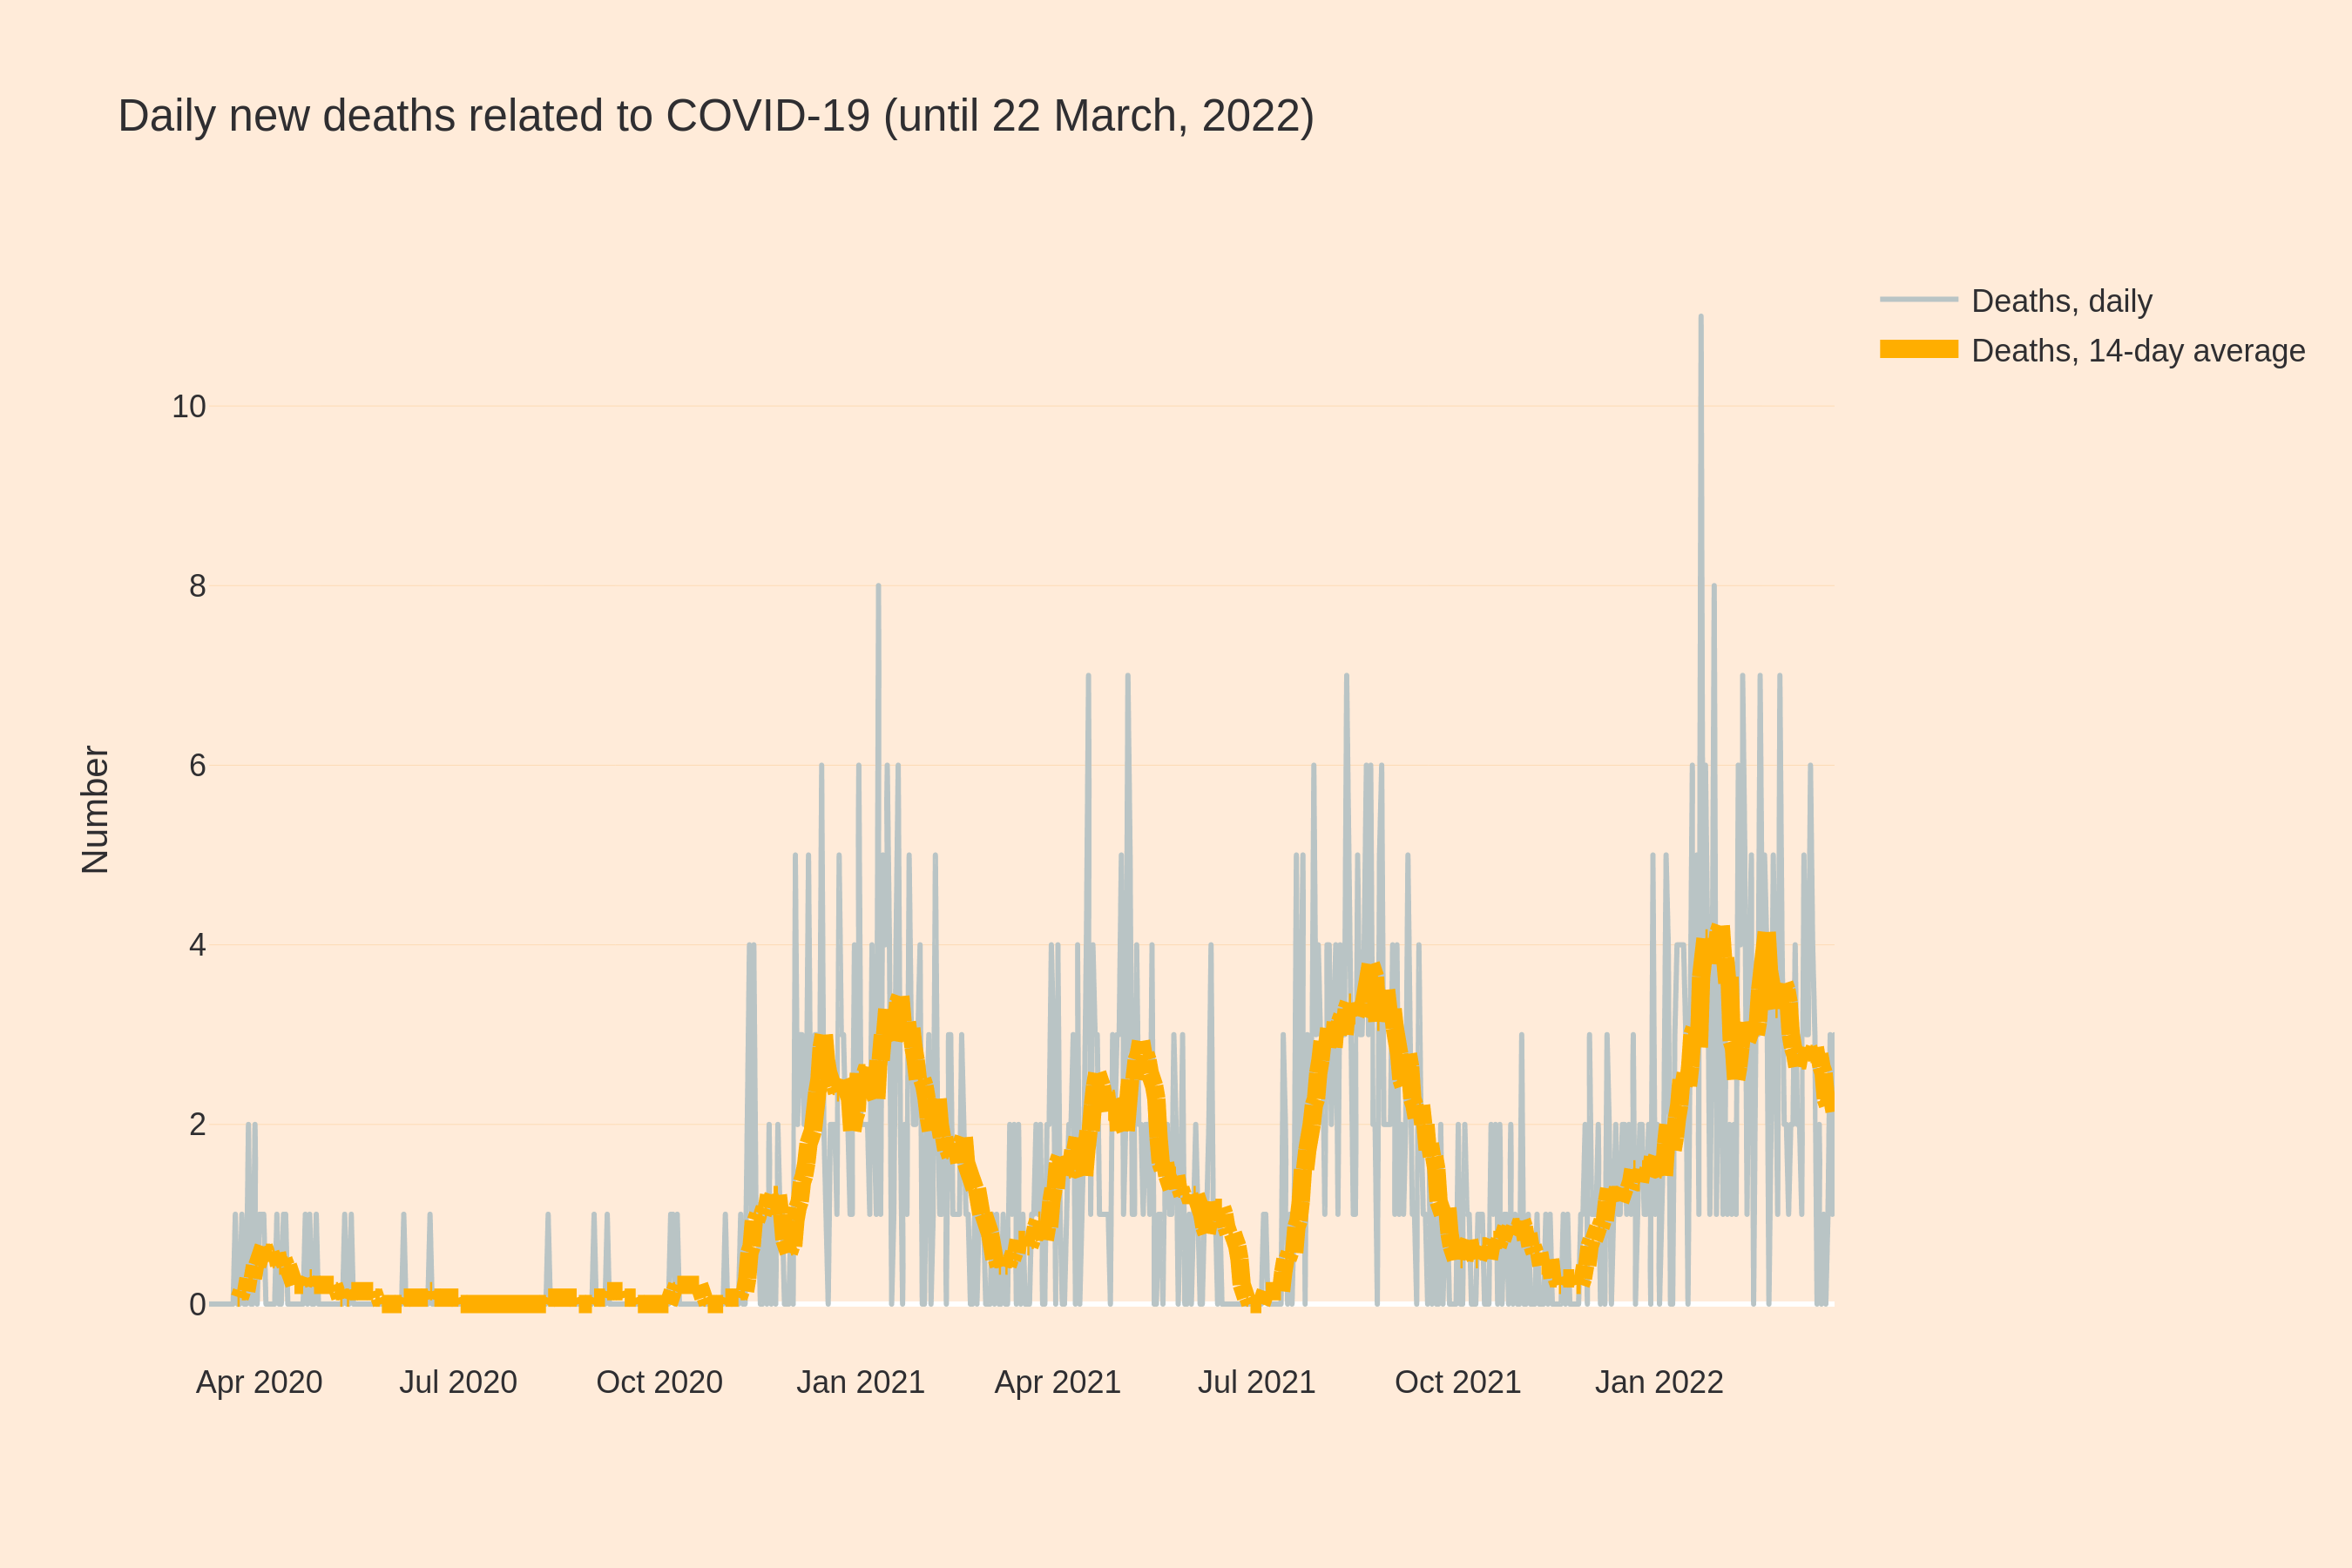 Daily new deaths related to COVID-19 (until 22 March, 2022)
Deaths, daily
Deaths, 14-day average
10
8
6
4
2
0
Number
Apr 2020
Jul 2020
Oct 2020
Jan 2021
Apr 2021
Jul 2021
Oct 2021
Jan 2022